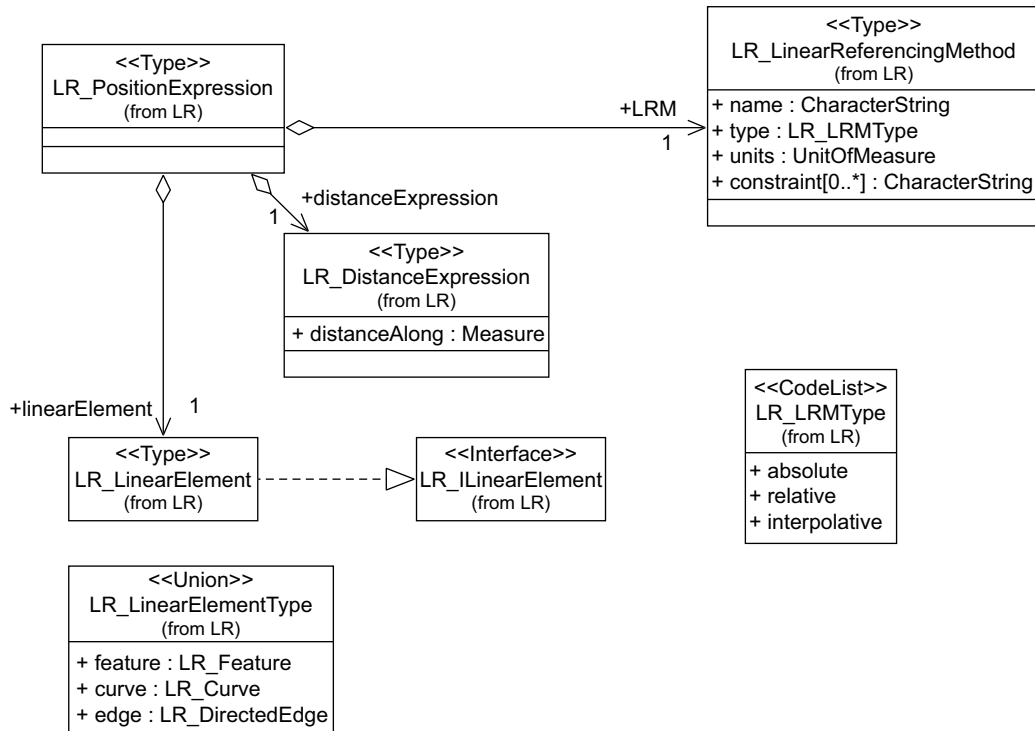 <<Type>>
LR_PositionExpression
(from LR)
<<Type>>
LR_LinearReferencingMethod
(from LR)
+ name : CharacterString
+ type : LR_LRMType
+ units : UnitOfMeasure
+ constraint[0..*] : CharacterString
+LRM
1
+distanceExpression
1
<<Type>>
LR_DistanceExpression
(from LR)
+ distanceAlong : Measure
+linearElement
1
<<Type>>
LR_LinearElement
(from LR)
<<Interface>>
LR_ILinearElement
(from LR)
<<CodeList>>
LR_LRMType
(from LR)
+ absolute
+ relative
+ interpolative
<<Union>>
LR_LinearElementType
(from LR)
+ feature : LR_Feature
+ curve : LR_Curve
+ edge : LR_DirectedEdge